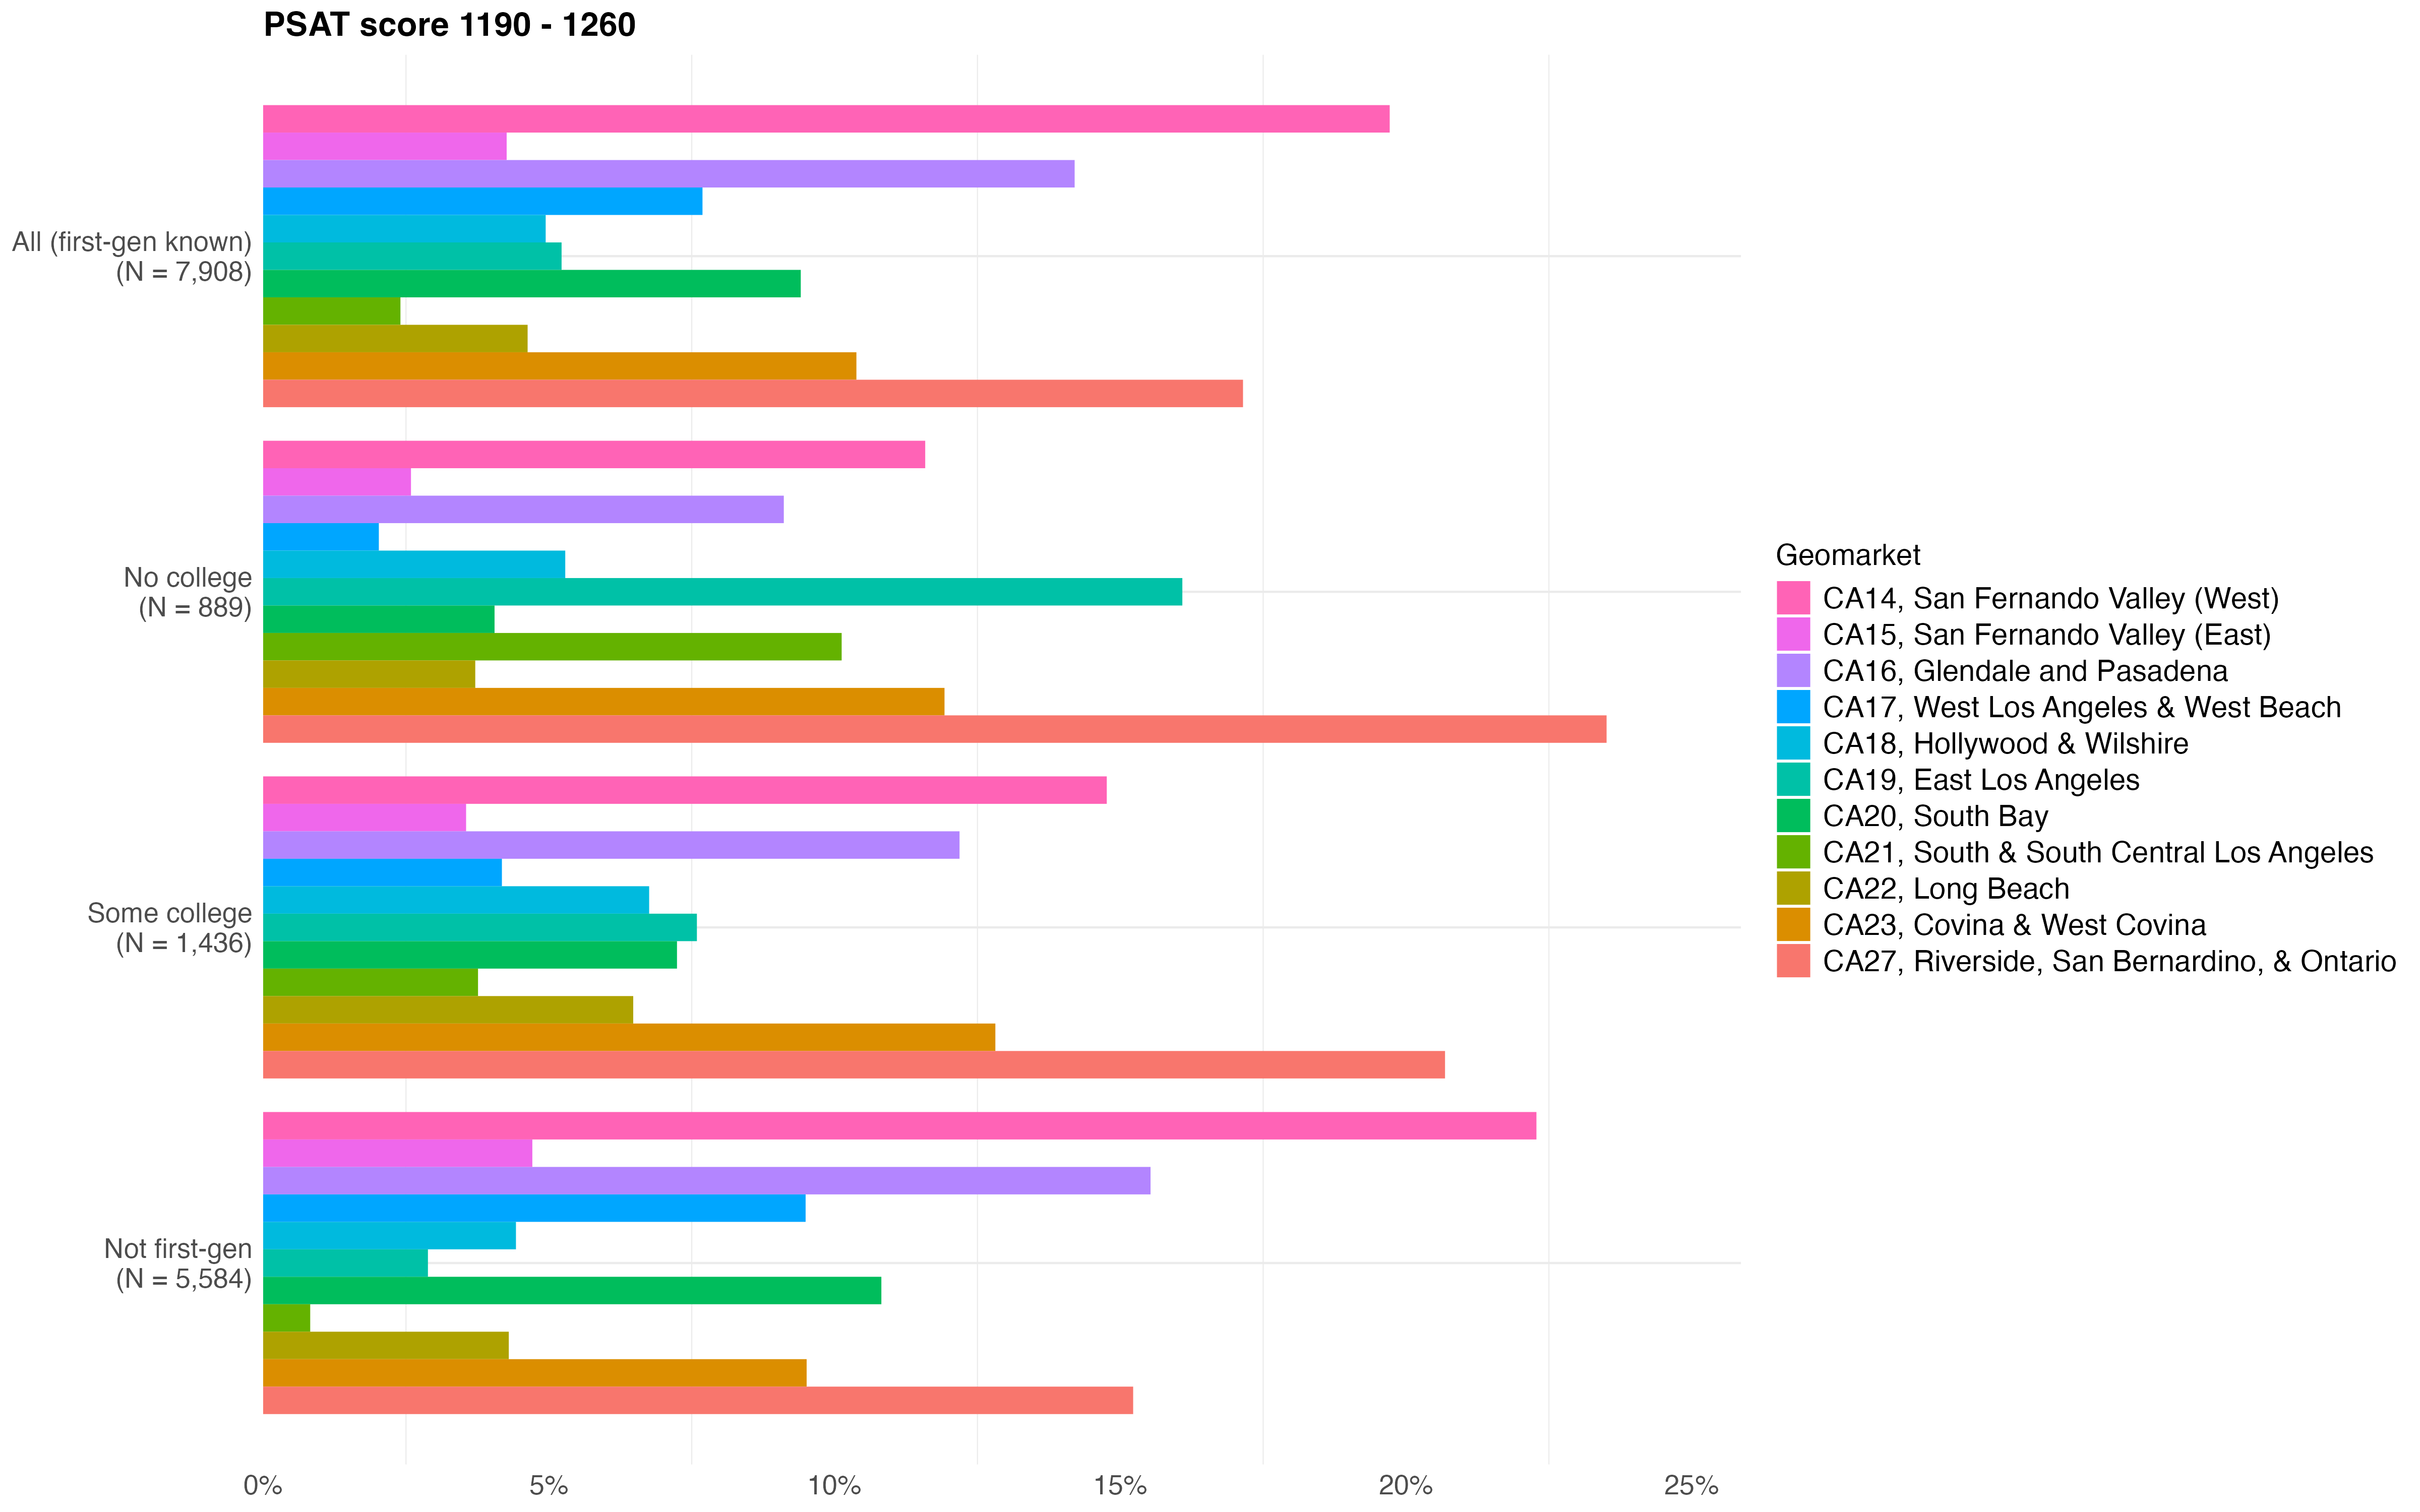 PSAT score 1190 - 1260
All (first-gen known)
(N = 7,908)
No college
(N = 889)
Some college
(N = 1,436)
Not first-gen
(N = 5,584)
0%
5%
10%
15%
20%
25%
Geomarket
CA14, San Fernando Valley (West)
CA15, San Fernando Valley (East)
CA16, Glendale and Pasadena
CA17, West Los Angeles & West Beach
CA18, Hollywood & Wilshire
CA19, East Los Angeles
CA20, South Bay
CA21, South & South Central Los Angeles
CA22, Long Beach
CA23, Covina & West Covina
CA27, Riverside, San Bernardino, & Ontario